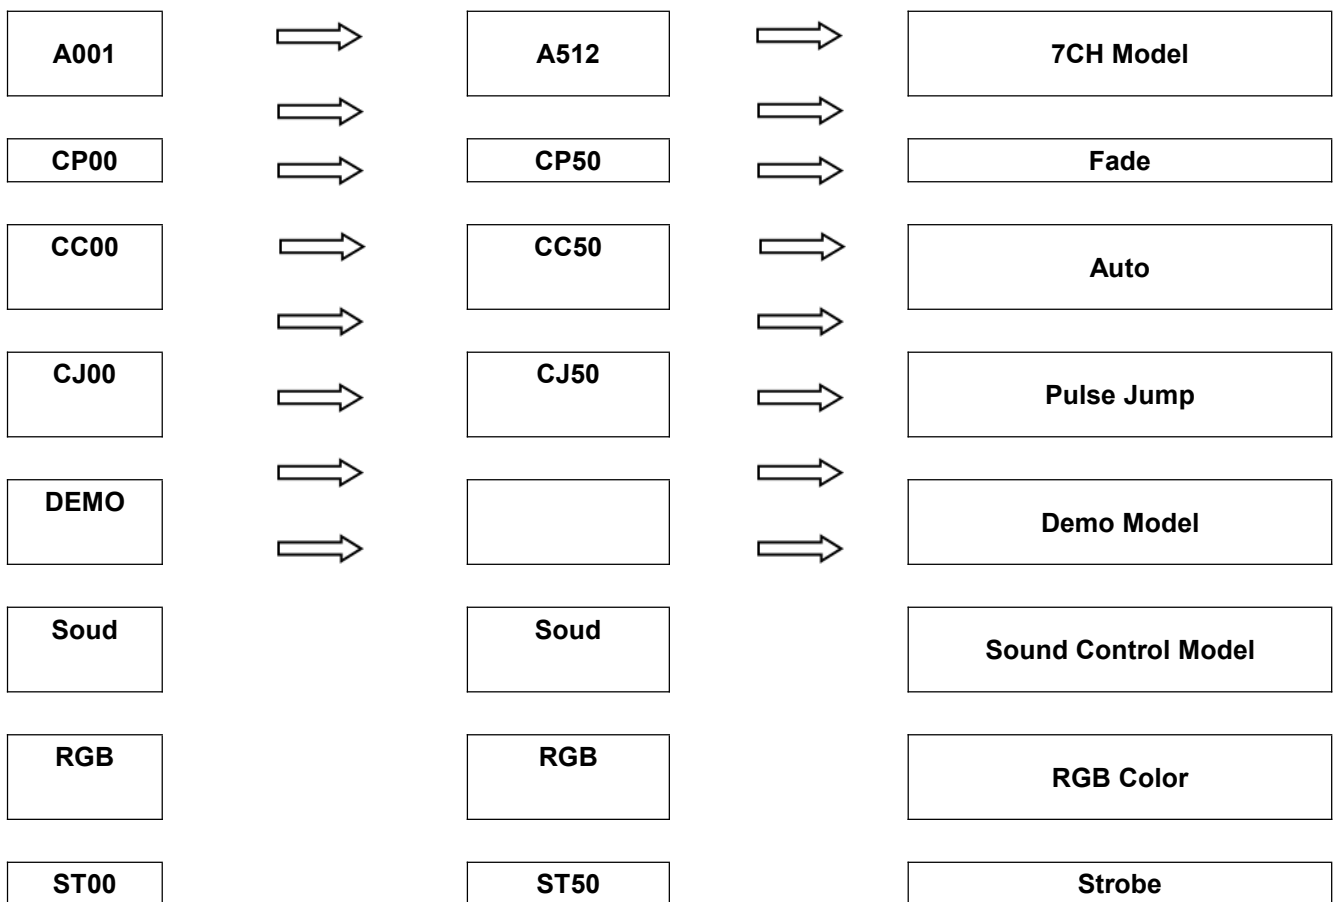 A001 A512 7CH Model
CP00 CP50 Fade
CC00 CC50 Auto
CJ00 CJ50 Pulse Jump
DEMO Demo Model
Soud Soud Sound Control Model
RGB RGB RGB Color
ST00 ST50 Strobe